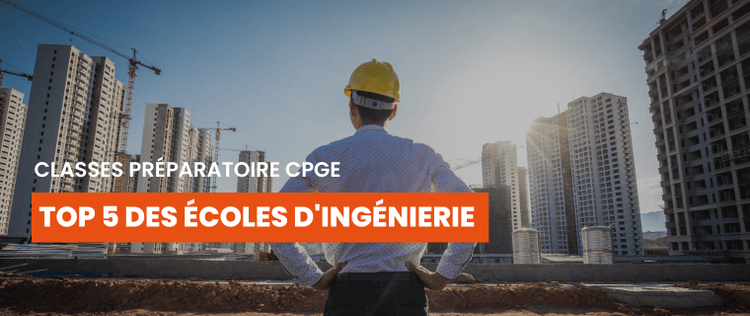 CLASSES PRÉPARATOIRE CPGE
TOP 5 DES ÉCOLES D'INGÉNIERIE